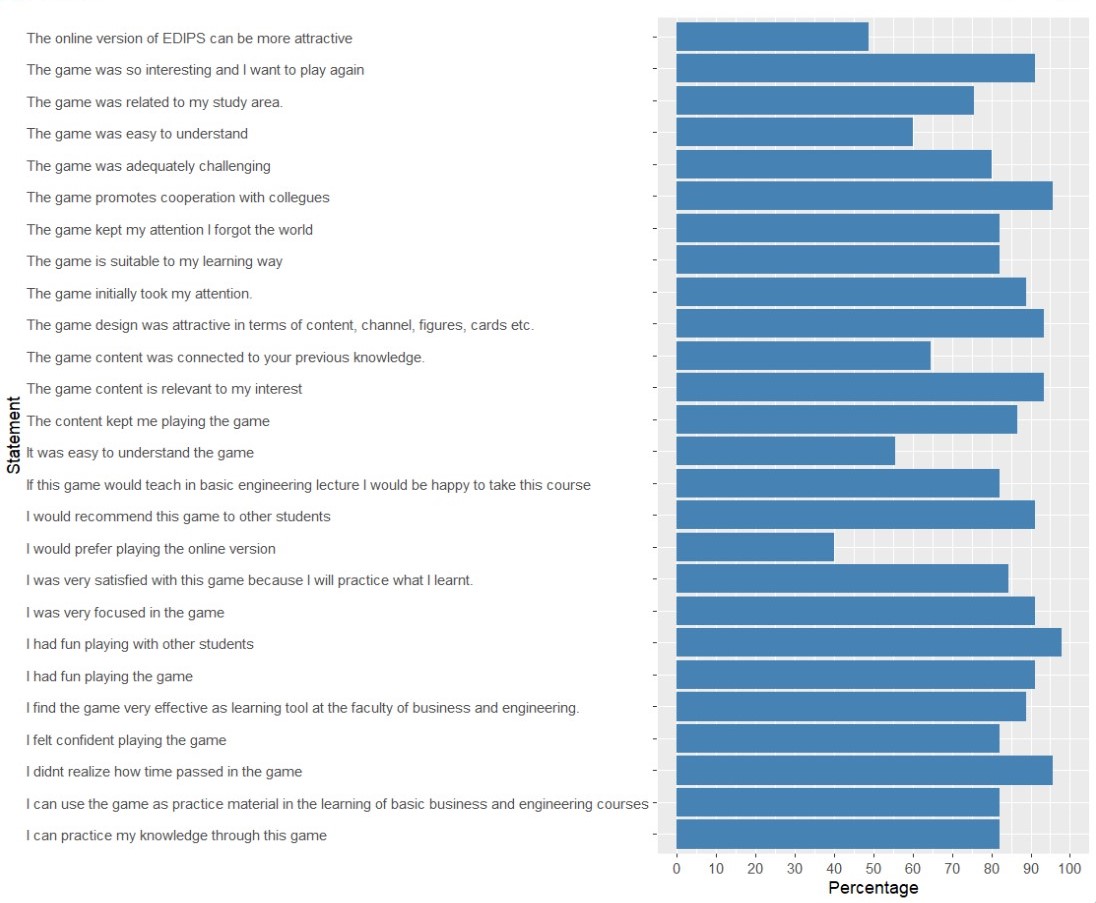 The online version of EDIPS can be more attractive
The game was so interesting and I want to play again
The game was related to my study area.
The game was easy to understand
The game was adequately challenging
The game promotes cooperation with collegues
The game kept my attention I forgot the world
The game is suitable to my learning way
The game initially took my attention.
The game design was attractive in terms of content, channel, figures, cards etc.
The game content was connected to your previous knowledge.
The game content is relevant to my interest
The content kept me playing the game
It was easy to understand the game
If this game would teach in basic engineering lecture I would be happy to take this course
I would recommend this game to other students
I would prefer playing the online version
I was very satisfied with this game because I will practice what I learnt.
I was very focused in the game
I had fun playing with other students
I had fun playing the game
I find the game very effective as learning tool at the faculty of business and engineering.
I felt confident playing the game
I didnt realize how time passed in the game
I can use the game as practice material in the learning of basic business and engineering courses
I can practice my knowledge through this game
Statement
0 10 20 30 40 50 60 70 80 90 100
Percentage